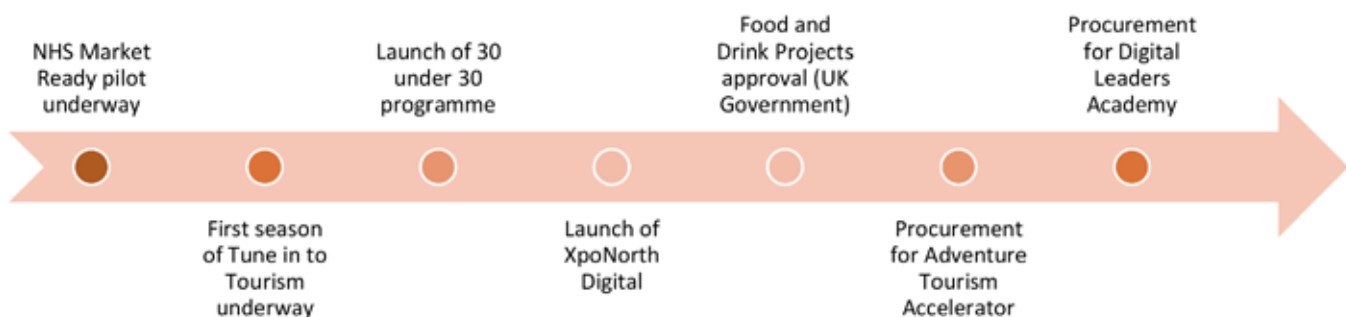 NHS Market
Ready pilot
underway
First season
of Tune in to
Tourism
underway
Launch of 30
under 30
programme
Launch of
XpoNorth
Digital
Food and
Drink Projects
approval (UK
Government)
Procurement
for Adventure
Tourism
Accelerator
Procurement
for Digital
Leaders
Academy